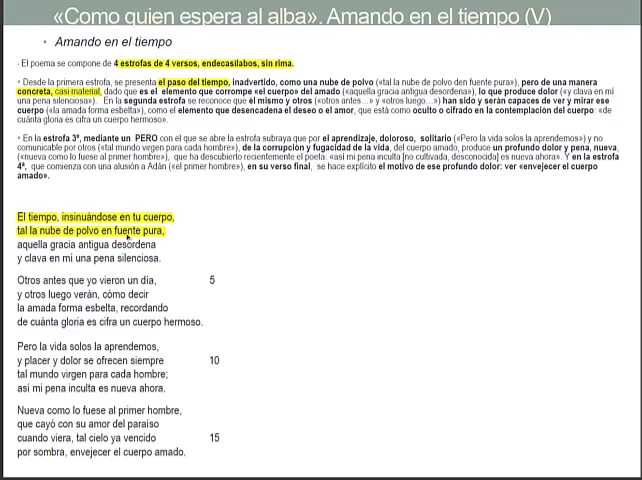 «Como quien espera al alba». Amando en el tiempo (V)
• Amando en el tiempo
- El poema se compone de 4 estrofas de 4 versos, endecasílabos, sin rima.
• Desde la primera estrofa, se presenta el paso del tiempo, inadvertido, como una nube de polvo («tal la nube de polvo den fuente pura»), pero de una manera
concreta, casi material, dado que es el elemento que corrompe «el cuerpo» del amado («aquella gracia antigua desordena»), lo que produce dolor («y clava en mí
una pena silenciosa»). En la segunda estrofa se reconoce que él mismo y otros («otros antes...» y «otros luego...») han sido y serán capaces de ver y mirar ese
cuerpo («la amada forma esbelta»), como el elemento que desencadena el deseo o el amor, que está como oculto o cifrado en la contemplación del cuerpo: «de
cuánta gloria es cifra un cuerpo hermoso».
• En la estrofa 3ª, mediante un PERO con el que se abre la estrofa subraya que por el aprendizaje, doloroso, solitario («Pero la vida solos la aprendemos») y no
comunicable por otros («tal mundo virgen para cada hombre»), de la corrupción y fugacidad de la vida, del cuerpo amado, produce un profundo dolor y pena, nueva,
(«nueva como lo fuese al primer hombre»), que ha descubierto recientemente el poeta: «así mi pena inculta [no cultivada, desconocida] es nueva ahora». Y en la estrofa
4ª, que comienza con una alusión a Adán («el primer hombre»), en su verso final, se hace explícito el motivo de ese profundo dolor: ver «envejecer el cuerpo
amado».
El tiempo, insinuándose en tu cuerpo,
tal la nube de polvo en fuente pura,
aquella gracia antigua desordena
y clava en mí una pena silenciosa.
Otros antes que yo vieron un día, 5
y otros luego verán, cómo decir
la amada forma esbelta, recordando
de cuánta gloria es cifra un cuerpo hermoso.
Pero la vida solos la aprendemos,
y placer y dolor se ofrecen siempre 10
tal mundo virgen para cada hombre;
así mi pena inculta es nueva ahora.
Nueva como lo fuese al primer hombre,
que cayó con su amor del paraíso
cuando viera, tal cielo ya vencido 15
por sombra, envejecer el cuerpo amado.